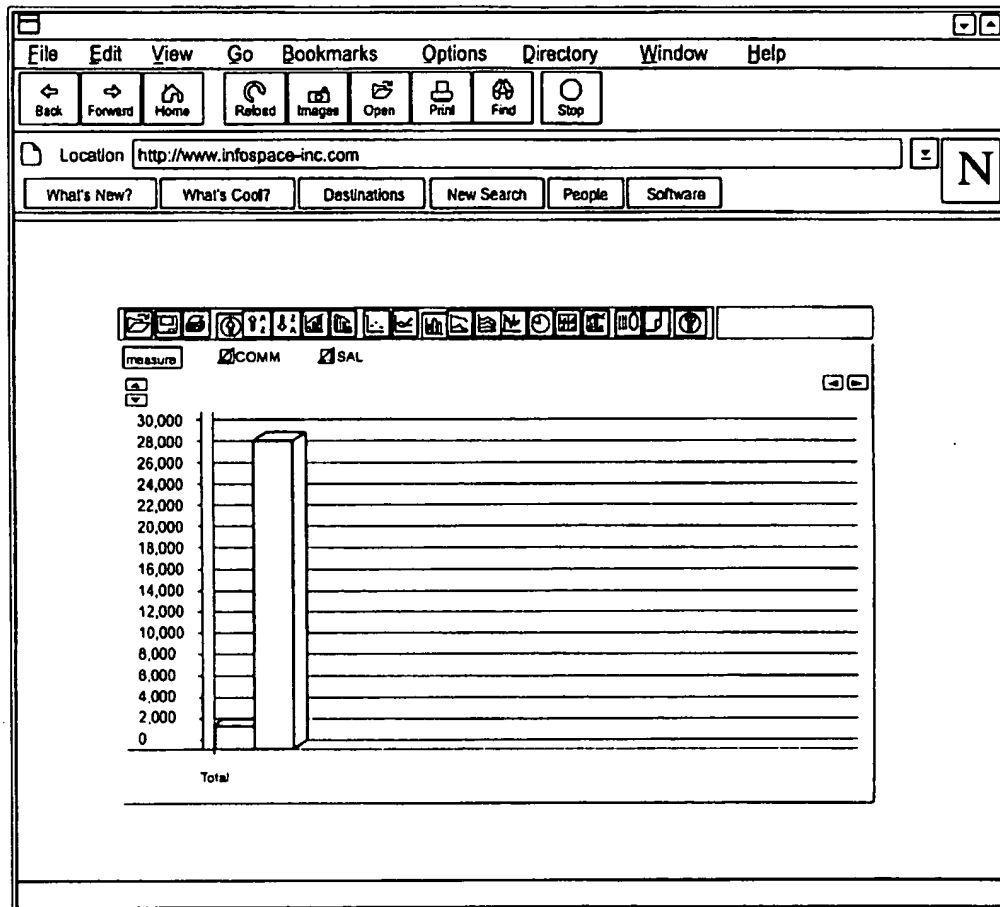 File Edit View Go Bookmarks Options Directory Window Help
Back Forward Home Reload Images Open Print Find Stop
Location http://www.infospace-inc.com
N
What's New? What's Cool? Destinations New Search People Software
measure COMM SAL
30,000
28,000
26,000
24,000
22,000
20,000
18,000
16,000
14,000
12,000
10,000
8,000
6,000
4,000
2,000
0
Total